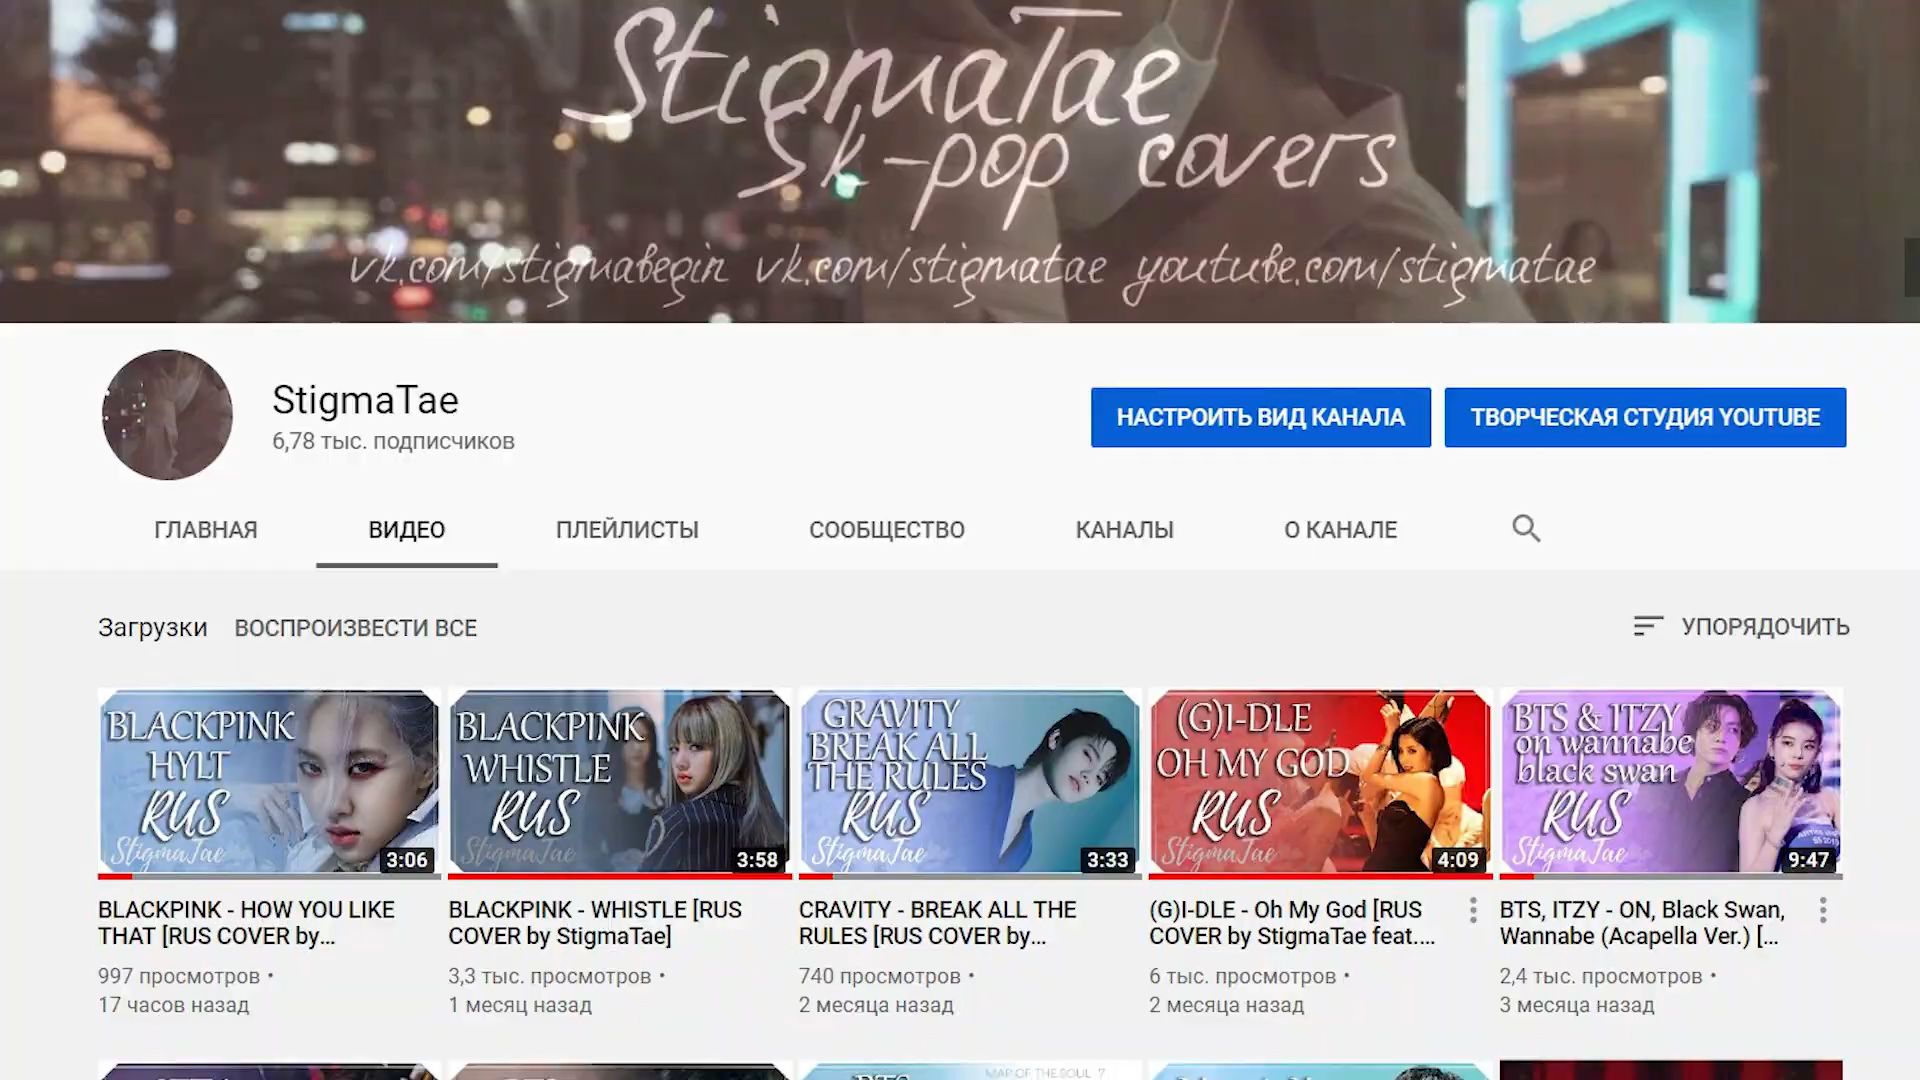 StigmaTae
k-pop covers
vk.com/stigmabegin vk.com/stigmatae youtube.com/stigmatae
StigmaTae
6,78 тыс. подписчиков
НАСТРОИТЬ ВИД КАНАЛА
ТВОРЧЕСКАЯ СТУДИЯ YOUTUBE
ГЛАВНАЯ
ВИДЕО
ПЛЕЙЛИСТЫ
СООБЩЕСТВО
КАНАЛЫ
О КАНАЛЕ
Загрузки
ВОСПРОИЗВЕСТИ ВСЕ
УПОРЯДОЧИТЬ
BLACKPINK
HYLT
RUS
StigmaTae
3:06
BLACKPINK
WHISTLE
RUS
StigmaTae
3:58
GRAVITY
BREAK ALL
THE RULES
RUS
StigmaTae
3:33
(G)I-DLE
OH MY GOD
RUS
StigmaTae
4:09
BTS & ITZY
on wannabe
black swan
RUS
StigmaTae
9:47
BLACKPINK - HOW YOU LIKE
THAT [RUS COVER by...
997 просмотров •
17 часов назад
BLACKPINK - WHISTLE [RUS
COVER by StigmaTae]
3,3 тыс. просмотров •
1 месяц назад
CRAVITY - BREAK ALL THE
RULES [RUS COVER by...
740 просмотров •
2 месяца назад
(G)I-DLE - Oh My God [RUS
COVER by StigmaTae feat....
6 тыс. просмотров •
2 месяца назад
BTS, ITZY - ON, Black Swan,
Wannabe (Acapella Ver.) [...
2,4 тыс. просмотров •
3 месяца назад
MAP OF THE SOUL 7